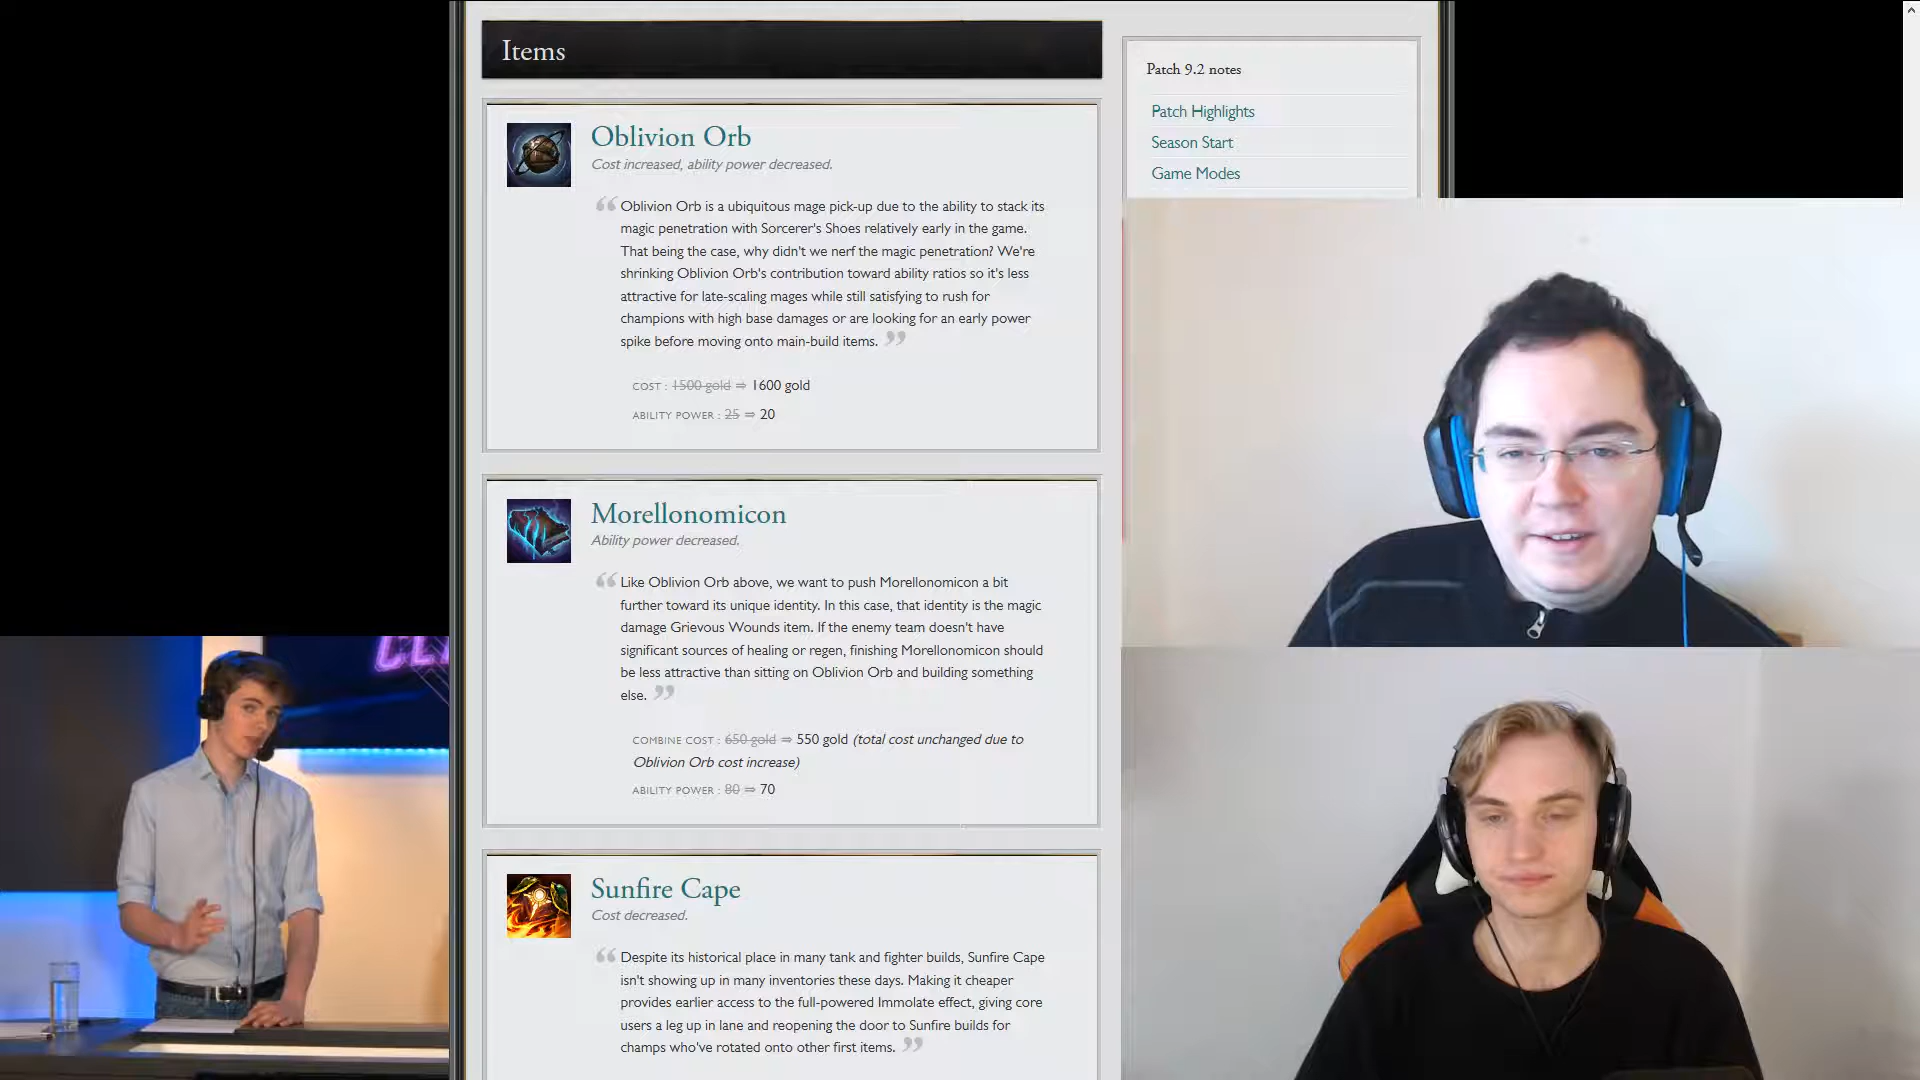 Items
Oblivion Orb
Cost increased, ability power decreased.
“ Oblivion Orb is a ubiquitous mage pick-up due to the ability to stack its
magic penetration with Sorcerer's Shoes relatively early in the game.
That being the case, why didn't we nerf the magic penetration? We're
shrinking Oblivion Orb's contribution toward ability ratios so it's less
attractive for late-scaling mages while still satisfying to rush for
champions with high base damages or are looking for an early power
spike before moving onto main-build items. ”
COST : 1500 gold ⇒ 1600 gold
ABILITY POWER : 25 ⇒ 20
Morellonomicon
Ability power decreased.
“ Like Oblivion Orb above, we want to push Morellonomicon a bit
further toward its unique identity. In this case, that identity is the magic
damage Grievous Wounds item. If the enemy team doesn't have
significant sources of healing or regen, finishing Morellonomicon should
be less attractive than sitting on Oblivion Orb and building something
else. ”
COMBINE COST : 650 gold ⇒ 550 gold (total cost unchanged due to
Oblivion Orb cost increase)
ABILITY POWER : 80 ⇒ 70
Sunfire Cape
Cost decreased.
“ Despite its historical place in many tank and fighter builds, Sunfire Cape
isn't showing up in many inventories these days. Making it cheaper
provides earlier access to the full-powered Immolate effect, giving core
users a leg up in lane and reopening the door to Sunfire builds for
champs who've rotated onto other first items. ”
Patch 9.2 notes
Patch Highlights
Season Start
Game Modes